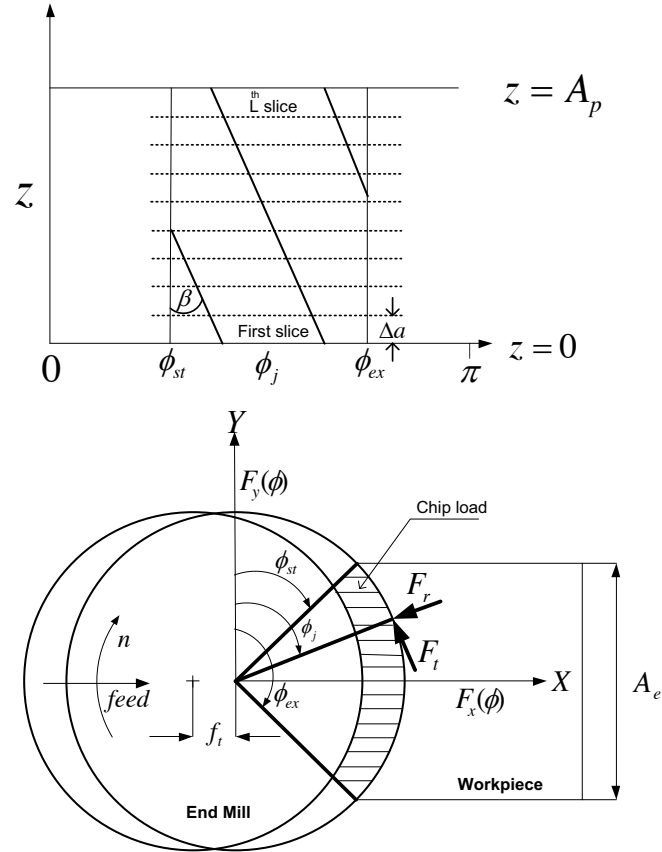 z
th
L slice
z = A_p
z
β
First slice
Δa
z = 0
0
ϕ_st
ϕ_j
ϕ_ex
π
Y
F_y(ϕ)
Chip load
ϕ_st
F_r
ϕ_j
n
F_t
feed
ϕ_ex
F_x(ϕ)
X
A_e
f_t
Workpiece
End Mill